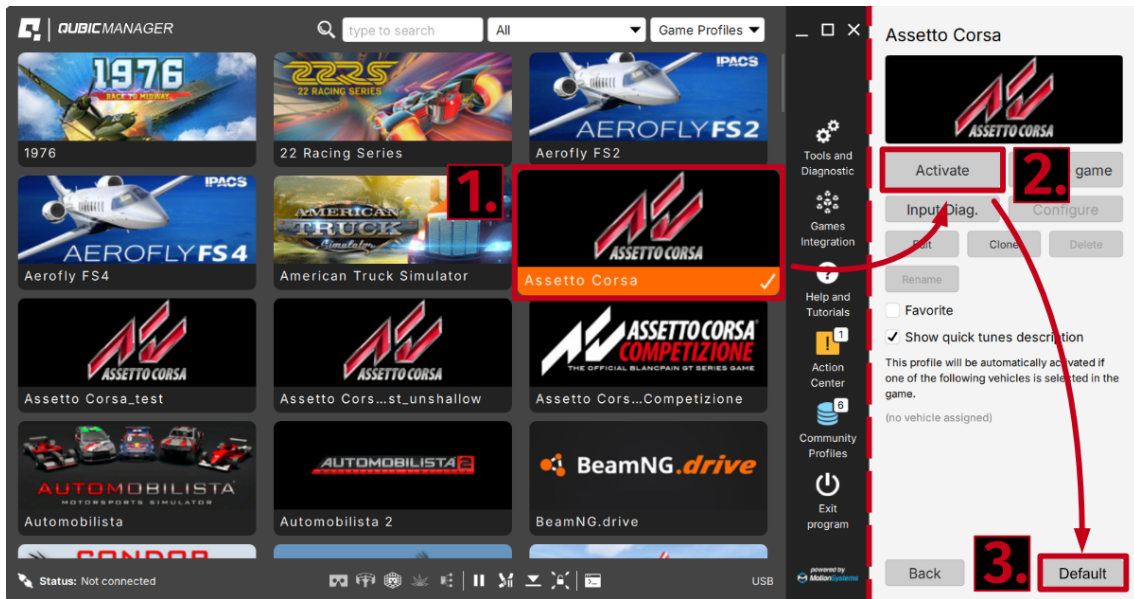 QUBIC MANAGER
type to search
All
Game Profiles
1976
RACE TO MIDWAY
1976
22RS
22 RACING SERIES
22 Racing Series
IPACS
AEROFLY FS2
Aerofly FS2
IPACS
AEROFLY FS4
Aerofly FS4
AMERICAN
TRUCK
Simulator
American Truck Simulator
1.
ASSETTO CORSA
Assetto Corsa
ASSETTO CORSA
Assetto Corsa_test
ASSETTO CORSA
Assetto Cors...st_unshallow
ASSETTO CORSA
COMPETIZIONE
THE OFFICIAL BLANCPAIN GT SERIES GAME
Assetto Cors...Competizione
AUTOMOBILISTA
MOTORSPORTS SIMULATOR
Automobilista
AUTOMOBILISTA 2
Automobilista 2
BeamNG.drive
BeamNG.drive
CONDOR
Status: Not connected
USB
Tools and
Diagnostic
Games
Integration
Help and
Tutorials
1
Action
Center
6
Community
Profiles
Exit
program
powered by
MotionSystems
Assetto Corsa
ASSETTO CORSA
Activate
2.
game
Input Diag.
Configure
Edit
Clone
Delete
Rename
Favorite
Show quick tunes description
This profile will be automatically activated if
one of the following vehicles is selected in the
game.
(no vehicle assigned)
Back
3.
Default